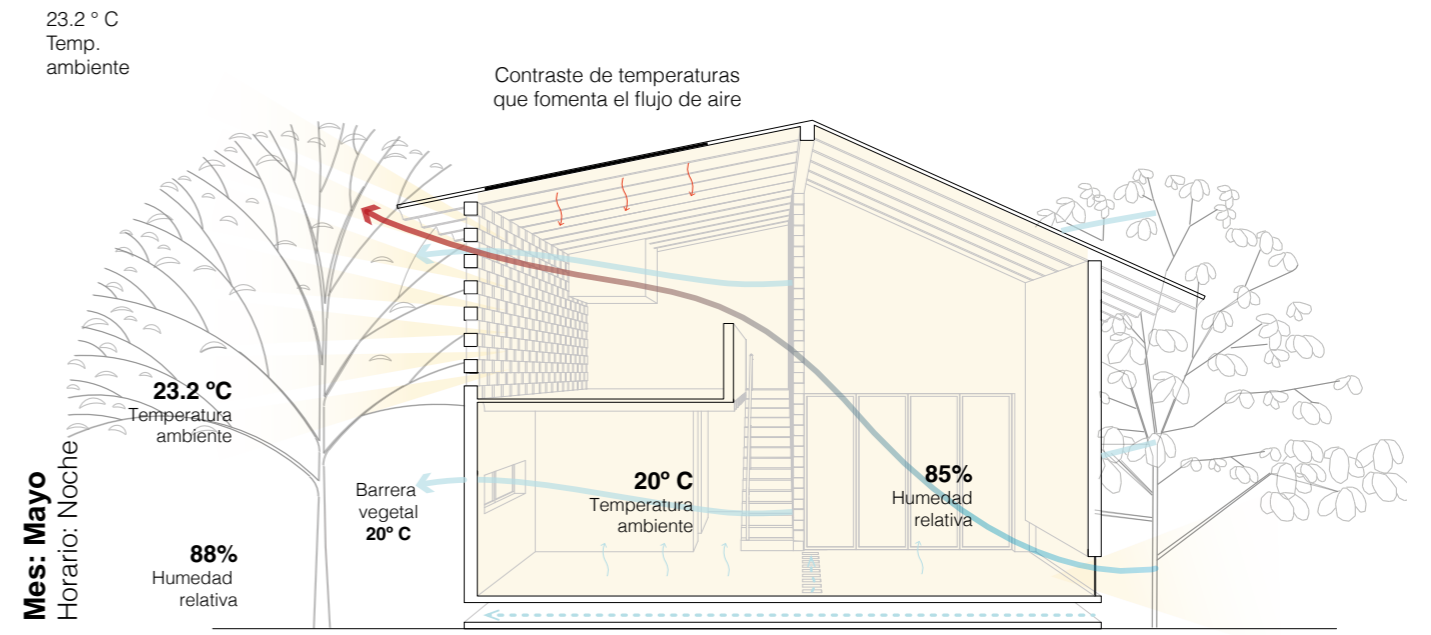 23.2 ° C
Temp.
ambiente
Contraste de temperaturas
que fomenta el flujo de aire
23.2 ºC
Temperatura
ambiente
Barrera
vegetal
20º C
20º C
Temperatura
ambiente
85%
Humedad
relativa
88%
Humedad
relativa
Mes: Mayo
Horario: Noche